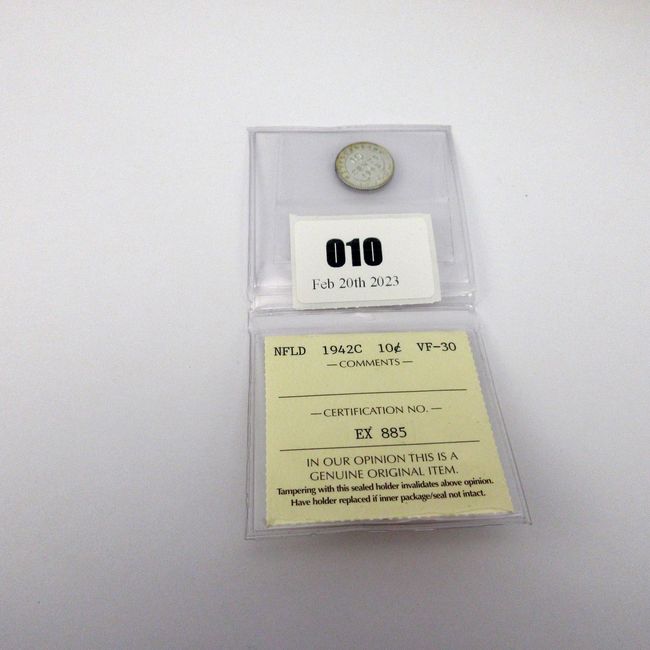 010
Feb 20th 2023
NFLD 1942C 10¢ VF-30
— COMMENTS —
— CERTIFICATION NO. —
EX 885
IN OUR OPINION THIS IS A
GENUINE ORIGINAL ITEM.
Tampering with this sealed holder invalidates above opinion.
Have holder replaced if inner package/seal not intact.